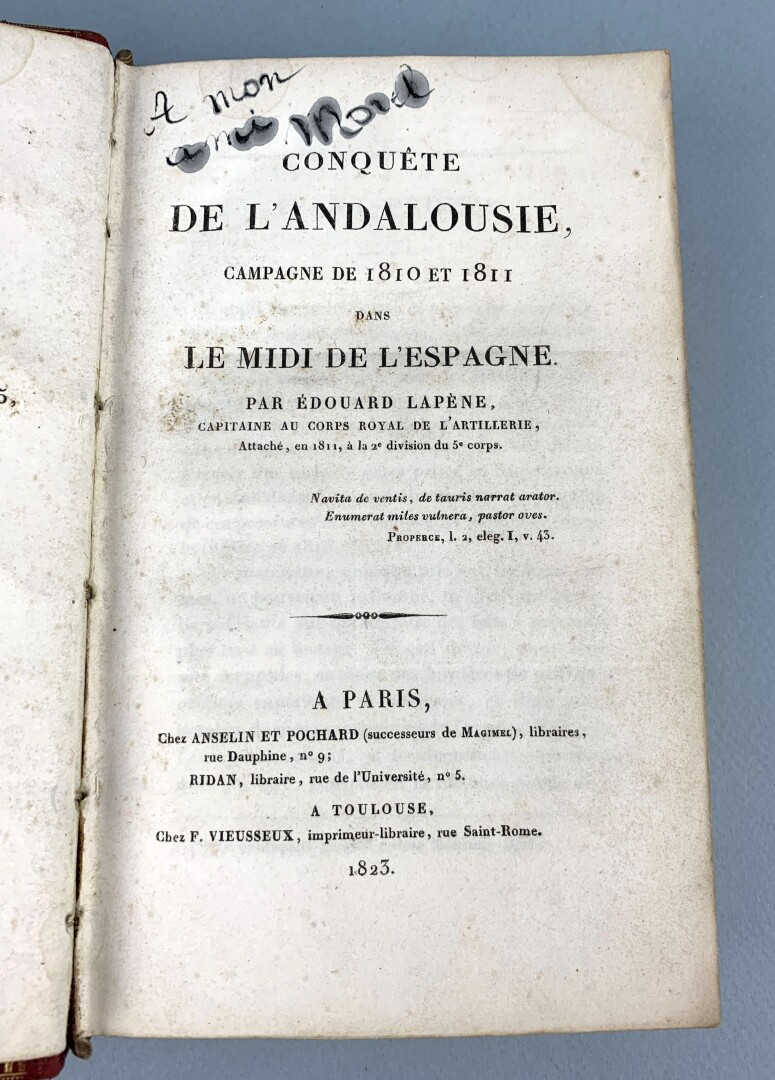 A mon
ami Morel
CONQUÊTE
DE L'ANDALOUSIE,
CAMPAGNE DE 1810 ET 1811
DANS
LE MIDI DE L'ESPAGNE.
PAR ÉDOUARD LAPÈNE,
CAPITAINE AU CORPS ROYAL DE L'ARTILLERIE,
Attaché, en 1811, à la 2e division du 5e corps.
Navita de ventis, de tauris narrat arator.
Enumerat miles vulnera, pastor oves.
PROPERCE, l. 2, eleg. I, v. 43.
A PARIS,
Chez ANSELIN ET POCHARD (successeurs de MAGIMEL), libraires,
rue Dauphine, nº 9;
RIDAN, libraire, rue de l'Université, nº 5.
A TOULOUSE,
Chez F. VIEUSSEUX, imprimeur-libraire, rue Saint-Rome.
1823.